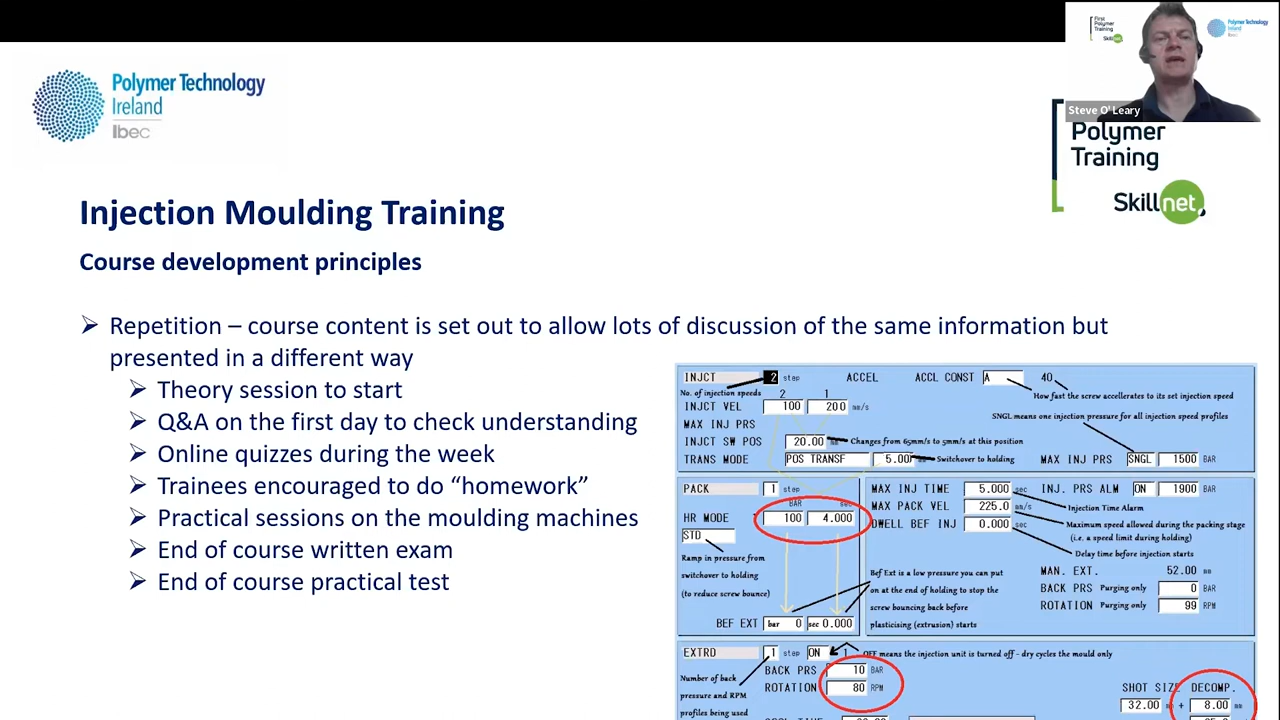 First
Polymer
Training
Skillnet
Polymer Technology
Ireland
Ibec
Steve O' Leary
Polymer Technology
Ireland
Ibec
Polymer
Training
Skillnet
Injection Moulding Training
Course development principles
Repetition – course content is set out to allow lots of discussion of the same information but
presented in a different way
Theory session to start
Q&A on the first day to check understanding
Online quizzes during the week
Trainees encouraged to do “homework”
Practical sessions on the moulding machines
End of course written exam
End of course practical test
INJCT 2 step ACCEL ACCL CONST A 40
No. of injection speeds 2 1 How fast the screw accellerates to its set injection speed
INJCT VEL 100 200 mm/s
SNGL means one injection pressure for all injection speed profiles
MAX INJ PRS
INJCT SW POS 20.00 Changes from 65mm/s to 5mm/s at this position
TRANS MODE POS TRANSF 5.00 Switchover to holding MAX INJ PRS SNGL 1500 BAR
PACK 1 step
BAR sec
HR MODE 100 4.000
STD
Ramp in pressure from
switchover to holding
(to reduce screw bounce)
BEF EXT bar 0 sec 0.000
MAX INJ TIME 5.000 sec INJ. PRS ALM ON 1900 BAR
Injection Time Alarm
MAX PACK VEL 225.0 mm/s
Maximum speed allowed during the packing stage
(i.e. a speed limit during holding)
DWELL BEF INJ 0.000 sec
Delay time before injection starts
Bef Ext is a low pressure you can put
on at the end of holding to stop the
screw bouncing back before
plasticising (extrusion) starts
MAN. EXT. 52.00 mm
BACK PRS Purging only 0 BAR
ROTATION Purging only 99 RPM
EXTRD 1 step ON 1 OFF means the injection unit is turned off - dry cycles the mould only
BACK PRS 10 BAR
ROTATION 80 RPM
Number of back
pressure and RPM
profiles being used
SHOT SIZE DECOMP.
32.00 + 8.00 mm